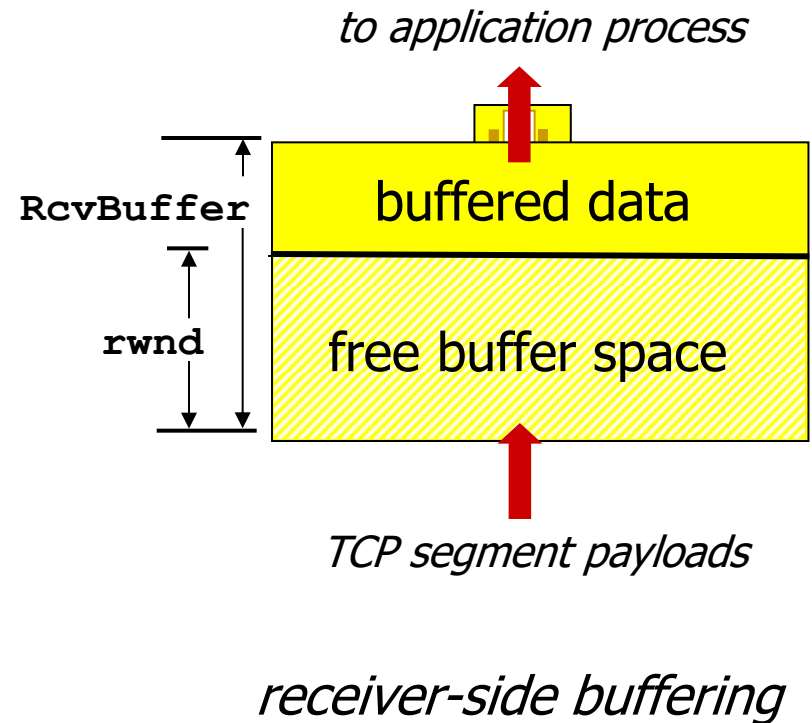 to application process
RcvBuffer
buffered data
rwnd
free buffer space
TCP segment payloads
receiver-side buffering